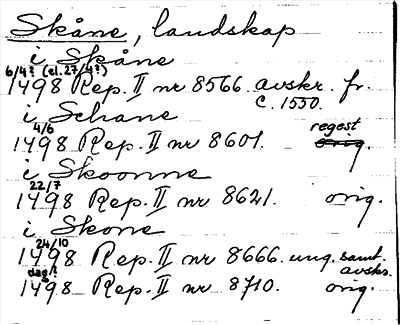 Skåne, landskap
i Skåne
6/4? (el. 27/4?)
1498 Rep. II nr 8566. avskr. fr.
c. 1550.
i Schane
4/6 regest
1498 Rep. II nr 8601. orig.
i Skoonne
22/7
1498 Rep. II nr 8621. orig.
i Skone
24/10
1498 Rep. II nr 8666. ung. samt.
dag? avskr.
1498 Rep. II nr 8710. orig.